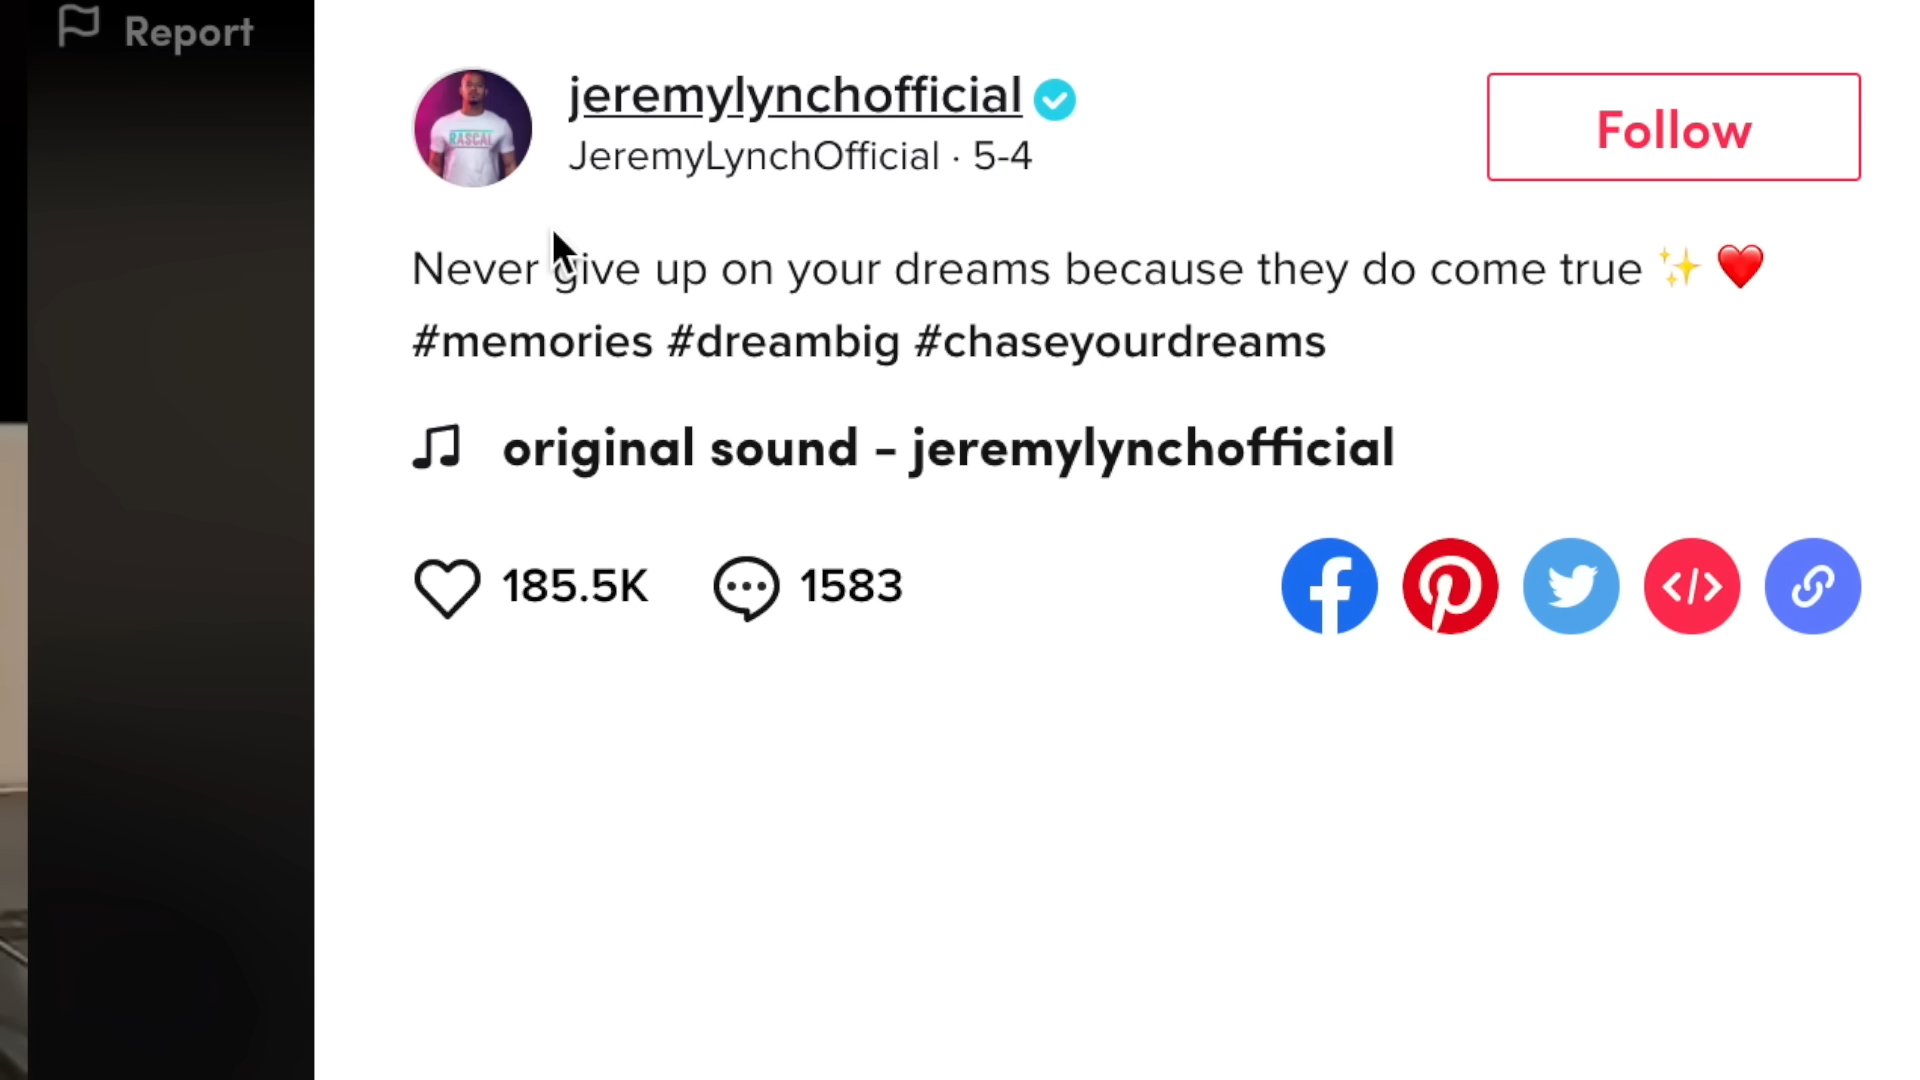 Report
jeremylynchofficial
JeremyLynchOfficial · 5-4
Follow
RASCAL
Never give up on your dreams because they do come true ✨ ❤️
#memories #dreambig #chaseyourdreams
original sound - jeremylynchofficial
185.5K 1583